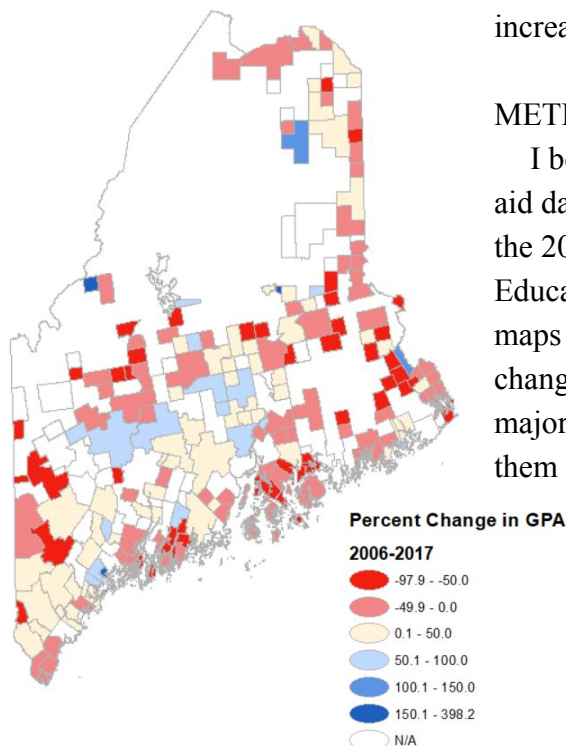 increa
METH
I be
aid da
the 20
Educa
maps
change
major
them
Percent Change in GPA
2006-2017
-97.9 - -50.0
-49.9 - 0.0
0.1 - 50.0
50.1 - 100.0
100.1 - 150.0
150.1 - 398.2
N/A